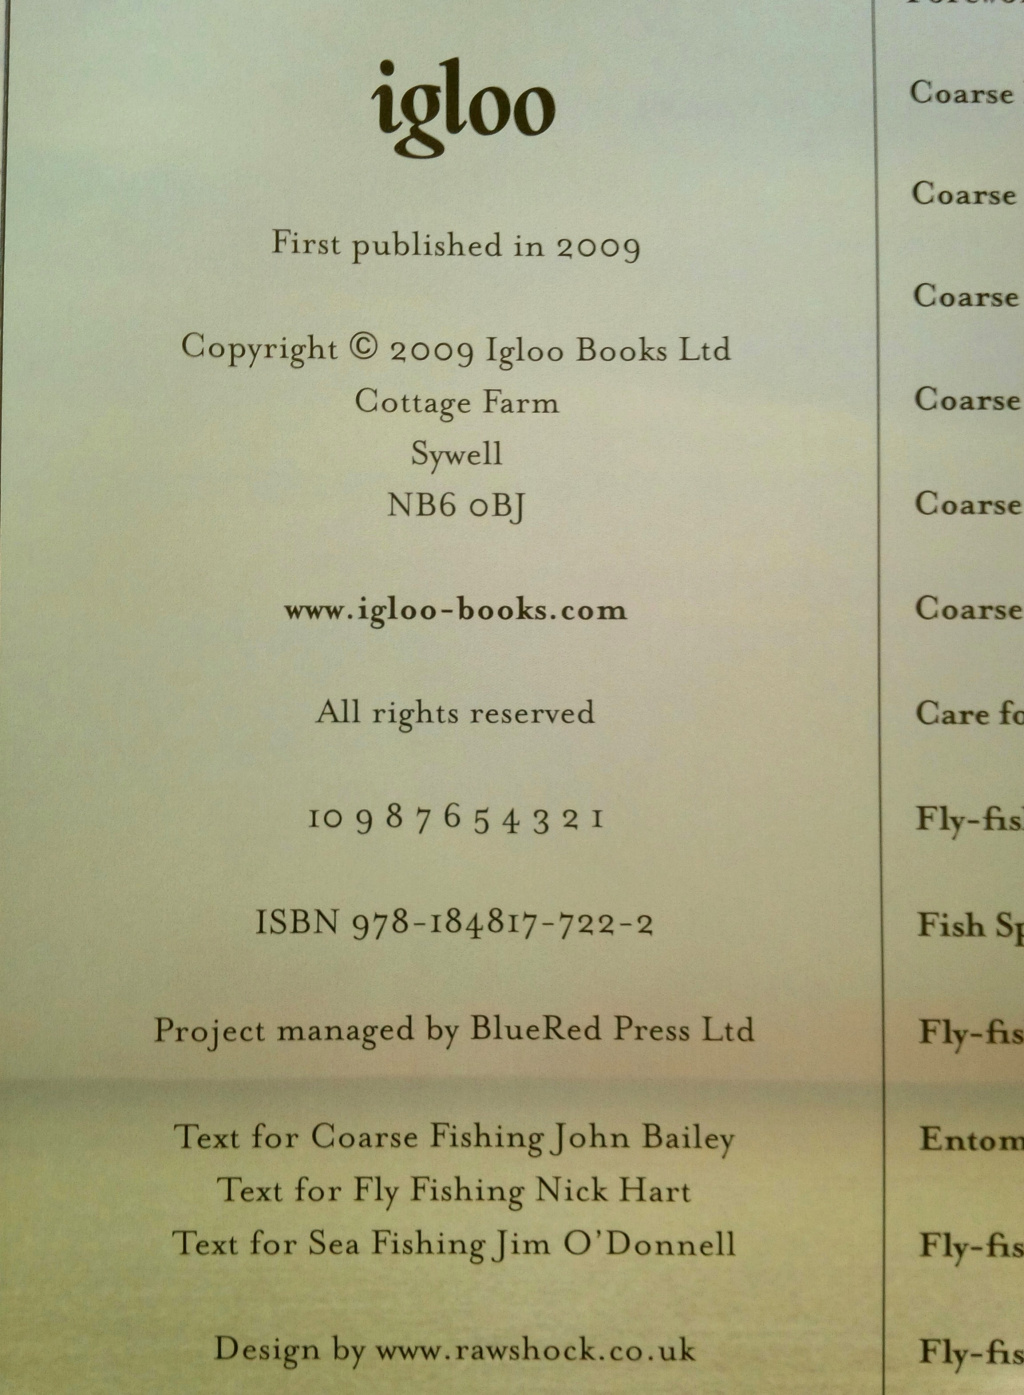 igloo
First published in 2009
Copyright © 2009 Igloo Books Ltd
Cottage Farm
Sywell
NB6 0BJ
www.igloo-books.com
All rights reserved
10 9 8 7 6 5 4 3 2 1
ISBN 978-184817-722-2
Project managed by BlueRed Press Ltd
Text for Coarse Fishing John Bailey
Text for Fly Fishing Nick Hart
Text for Sea Fishing Jim O'Donnell
Design by www.rawshock.co.uk
Coarse
Coarse
Coarse
Coarse
Coarse
Coarse
Care
Fish